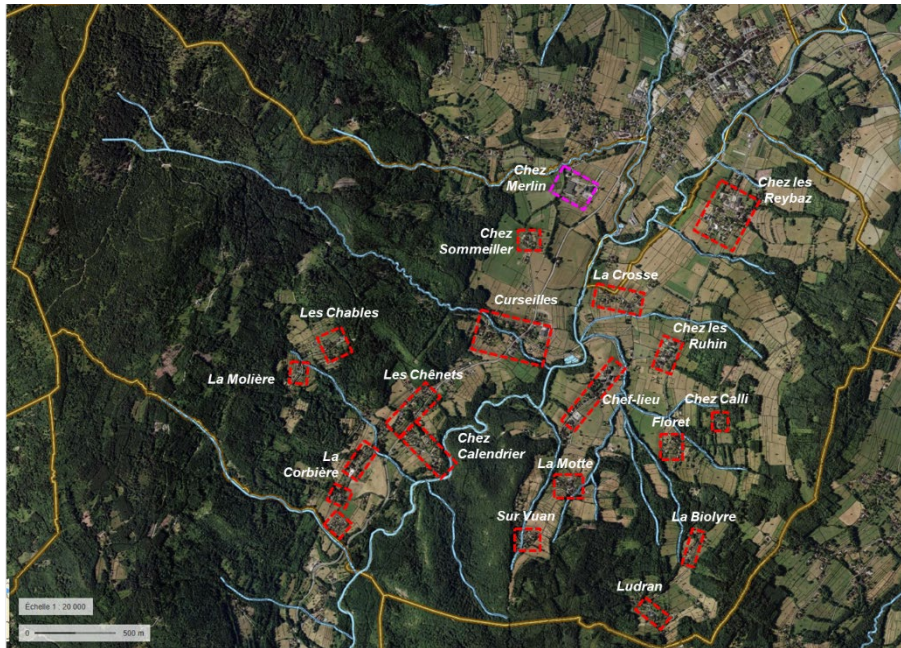 Chez
Merlin
Chez les
Reybaz
Chez
Sommeiller
La Crosse
Curseilles
Les Chables
Chez les
Ruhin
La Molière
Les Chênets
Chef-lieu
Chez Calli
Floret
Chez
Calendrier
La
Corbière
La Motte
Sur Vuan
La Biolyre
Ludran
Échelle 1 : 20 000
0
500 m